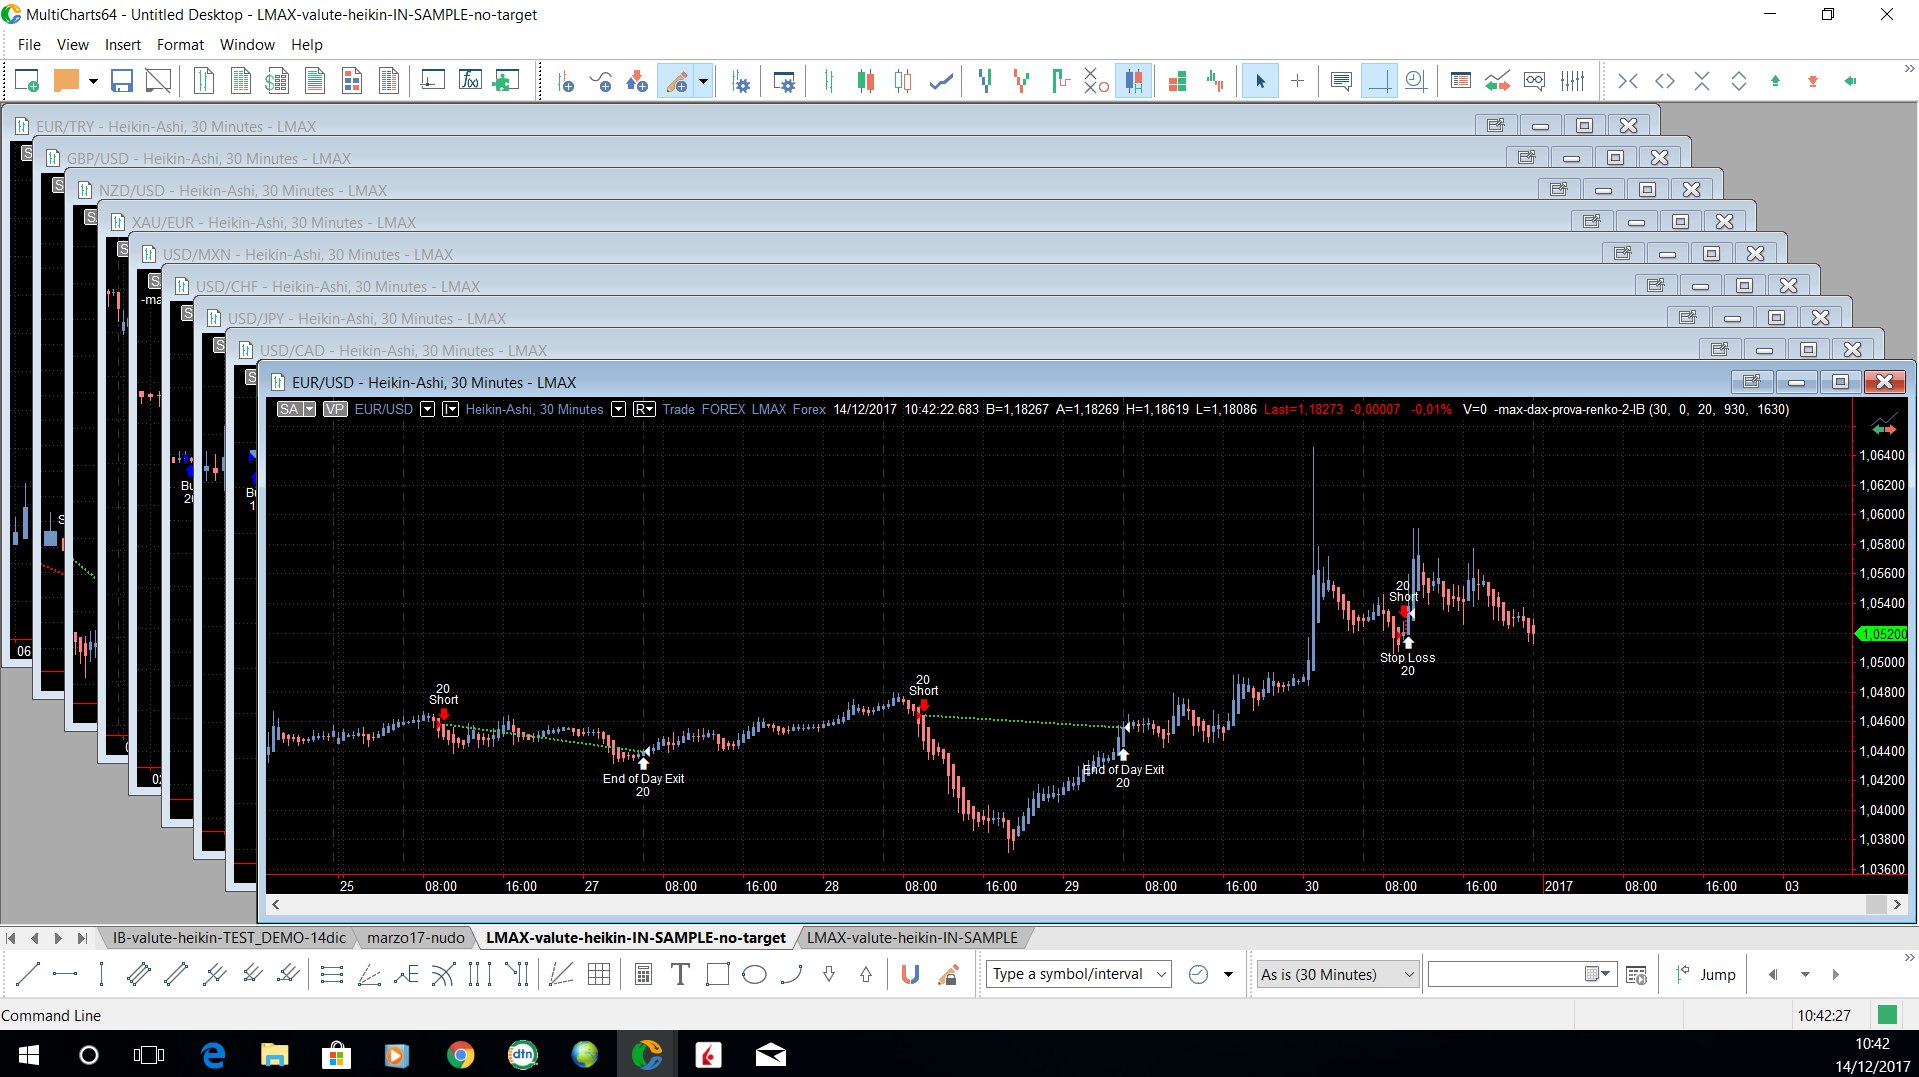 MultiCharts64 - Untitled Desktop - LMAX-valute-heikin-IN-SAMPLE-no-target
File View Insert Format Window Help
EUR/TRY - Heikin-Ashi, 30 Minutes - LMAX
GBP/USD - Heikin-Ashi, 30 Minutes - LMAX
NZD/USD - Heikin-Ashi, 30 Minutes - LMAX
XAU/EUR - Heikin-Ashi, 30 Minutes - LMAX
USD/MXN - Heikin-Ashi, 30 Minutes - LMAX
USD/CHF - Heikin-Ashi, 30 Minutes - LMAX
USD/JPY - Heikin-Ashi, 30 Minutes - LMAX
USD/CAD - Heikin-Ashi, 30 Minutes - LMAX
EUR/USD - Heikin-Ashi, 30 Minutes - LMAX
SA VP EUR/USD I Heikin-Ashi, 30 Minutes R Trade FOREX LMAX Forex 14/12/2017 10:42:22.683 B=1,18267 A=1,18269 H=1,18619 L=1,18086 Last=1,18273 -0,00007 -0,01% V=0 -max-dax-prova-renko-2-IB (30, 0, 20, 930, 1630)
1,06400
1,06200
1,06000
1,05800
1,05600
1,05400
1,05200
1,05000
1,04800
1,04600
1,04400
1,04200
1,04000
1,03800
1,03600
20
Short
End of Day Exit
20
20
Short
End of Day Exit
20
20
Short
Stop Loss
20
-ma
06
02
25 08:00 16:00 27 08:00 16:00 28 08:00 16:00 29 08:00 16:00 30 08:00 16:00 2017 08:00 16:00 03
IB-valute-heikin-TEST_DEMO-14dic marzo17-nudo LMAX-valute-heikin-IN-SAMPLE-no-target LMAX-valute-heikin-IN-SAMPLE
T Type a symbol/interval As is (30 Minutes) Jump
Command Line 10:42:27
dtn
10:42
14/12/2017